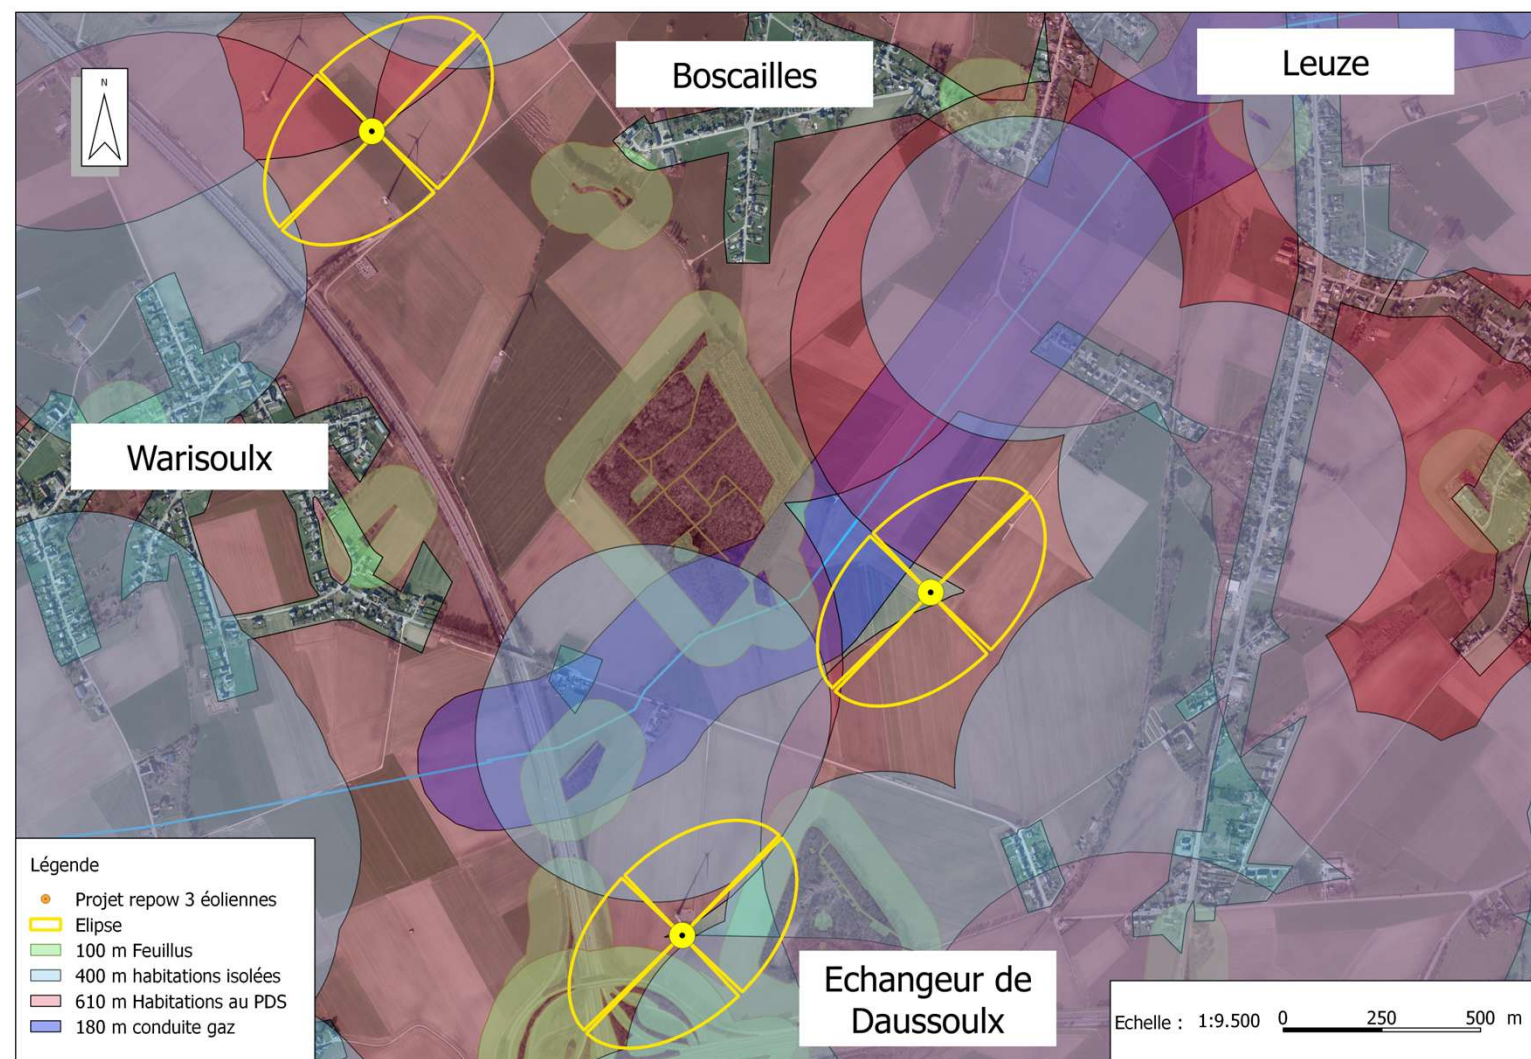 N
Boscailles
Leuze
Warisoulx
Echangeur de
Daussoulx
Légende
Projet repow 3 éoliennes
Elipse
100 m Feuillus
400 m habitations isolées
610 m Habitations au PDS
180 m conduite gaz
Echelle : 1:9.500 0 250 500 m